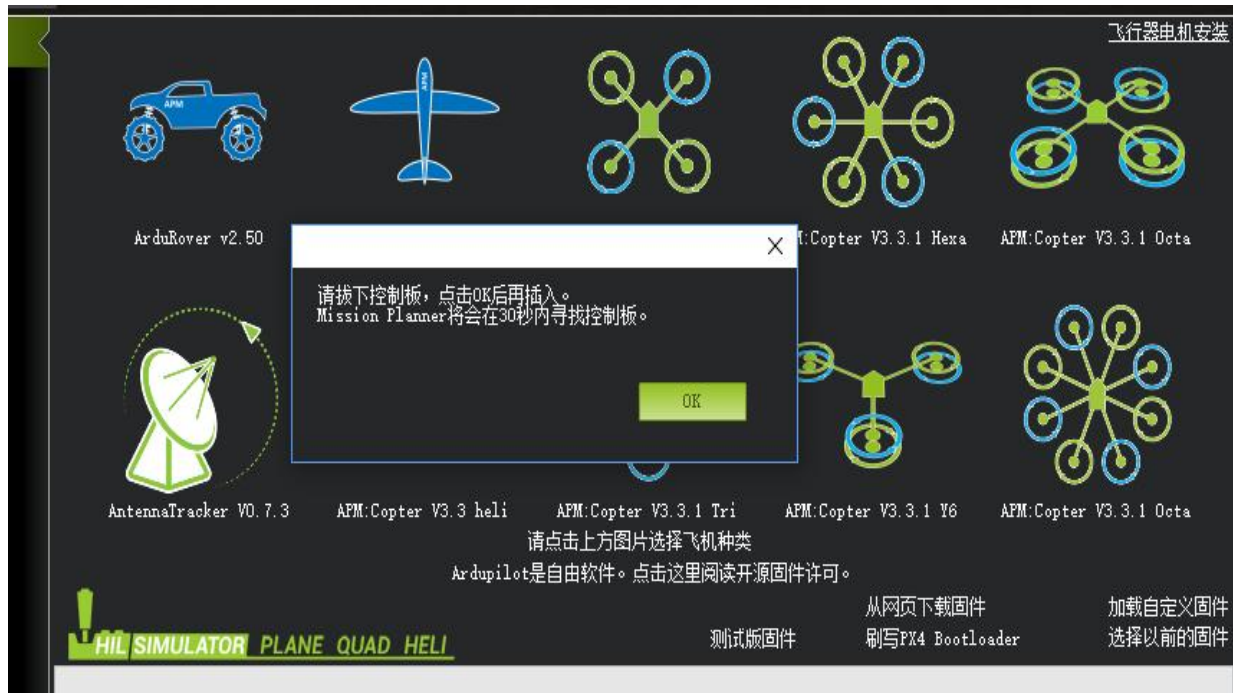 飞行器电机安装
APM
APM
ArduRover v2.50
M:Copter V3.3.1 Hexa
APM:Copter V3.3.1 Octa
请拔下控制板，点击OK后再插入。
Mission Planner将会在30秒内寻找控制板。
OK
AntennaTracker V0.7.3
APM:Copter V3.3 heli
APM:Copter V3.3.1 Tri
APM:Copter V3.3.1 Y6
APM:Copter V3.3.1 Octa
请点击上方图片选择飞机种类
Ardupilot是自由软件。点击这里阅读开源固件许可。
从网页下载固件
加载自定义固件
HIL SIMULATOR PLANE QUAD HELI
测试版固件
刷写PX4 Bootloader
选择以前的固件